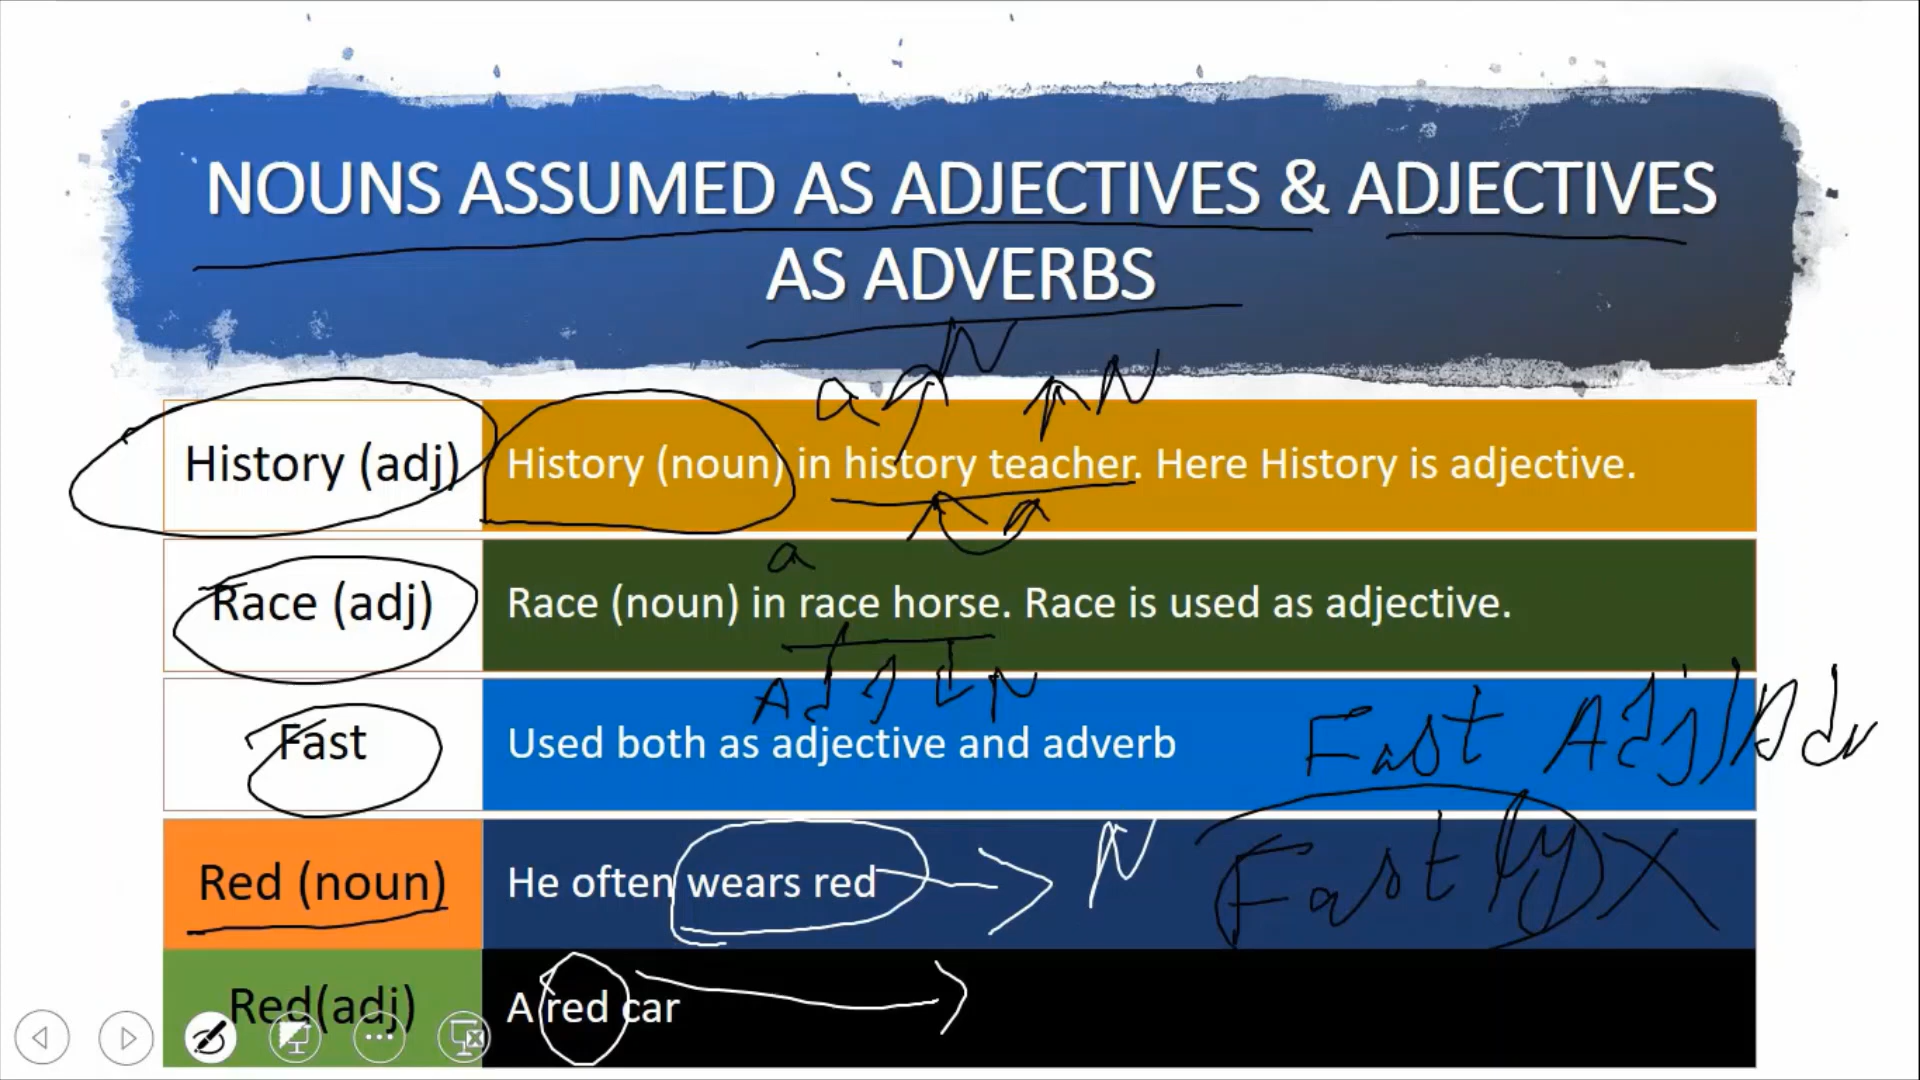 NOUNS ASSUMED AS ADJECTIVES & ADJECTIVES
AS ADVERBS
a N N
History (adj) History (noun) in history teacher. Here History is adjective.
a
Race (adj) Race (noun) in race horse. Race is used as adjective.
Adj N
Fast Used both as adjective and adverb Fast Adj/Adv
Red (noun) He often wears red N Fastly X
Red(adj) A red car